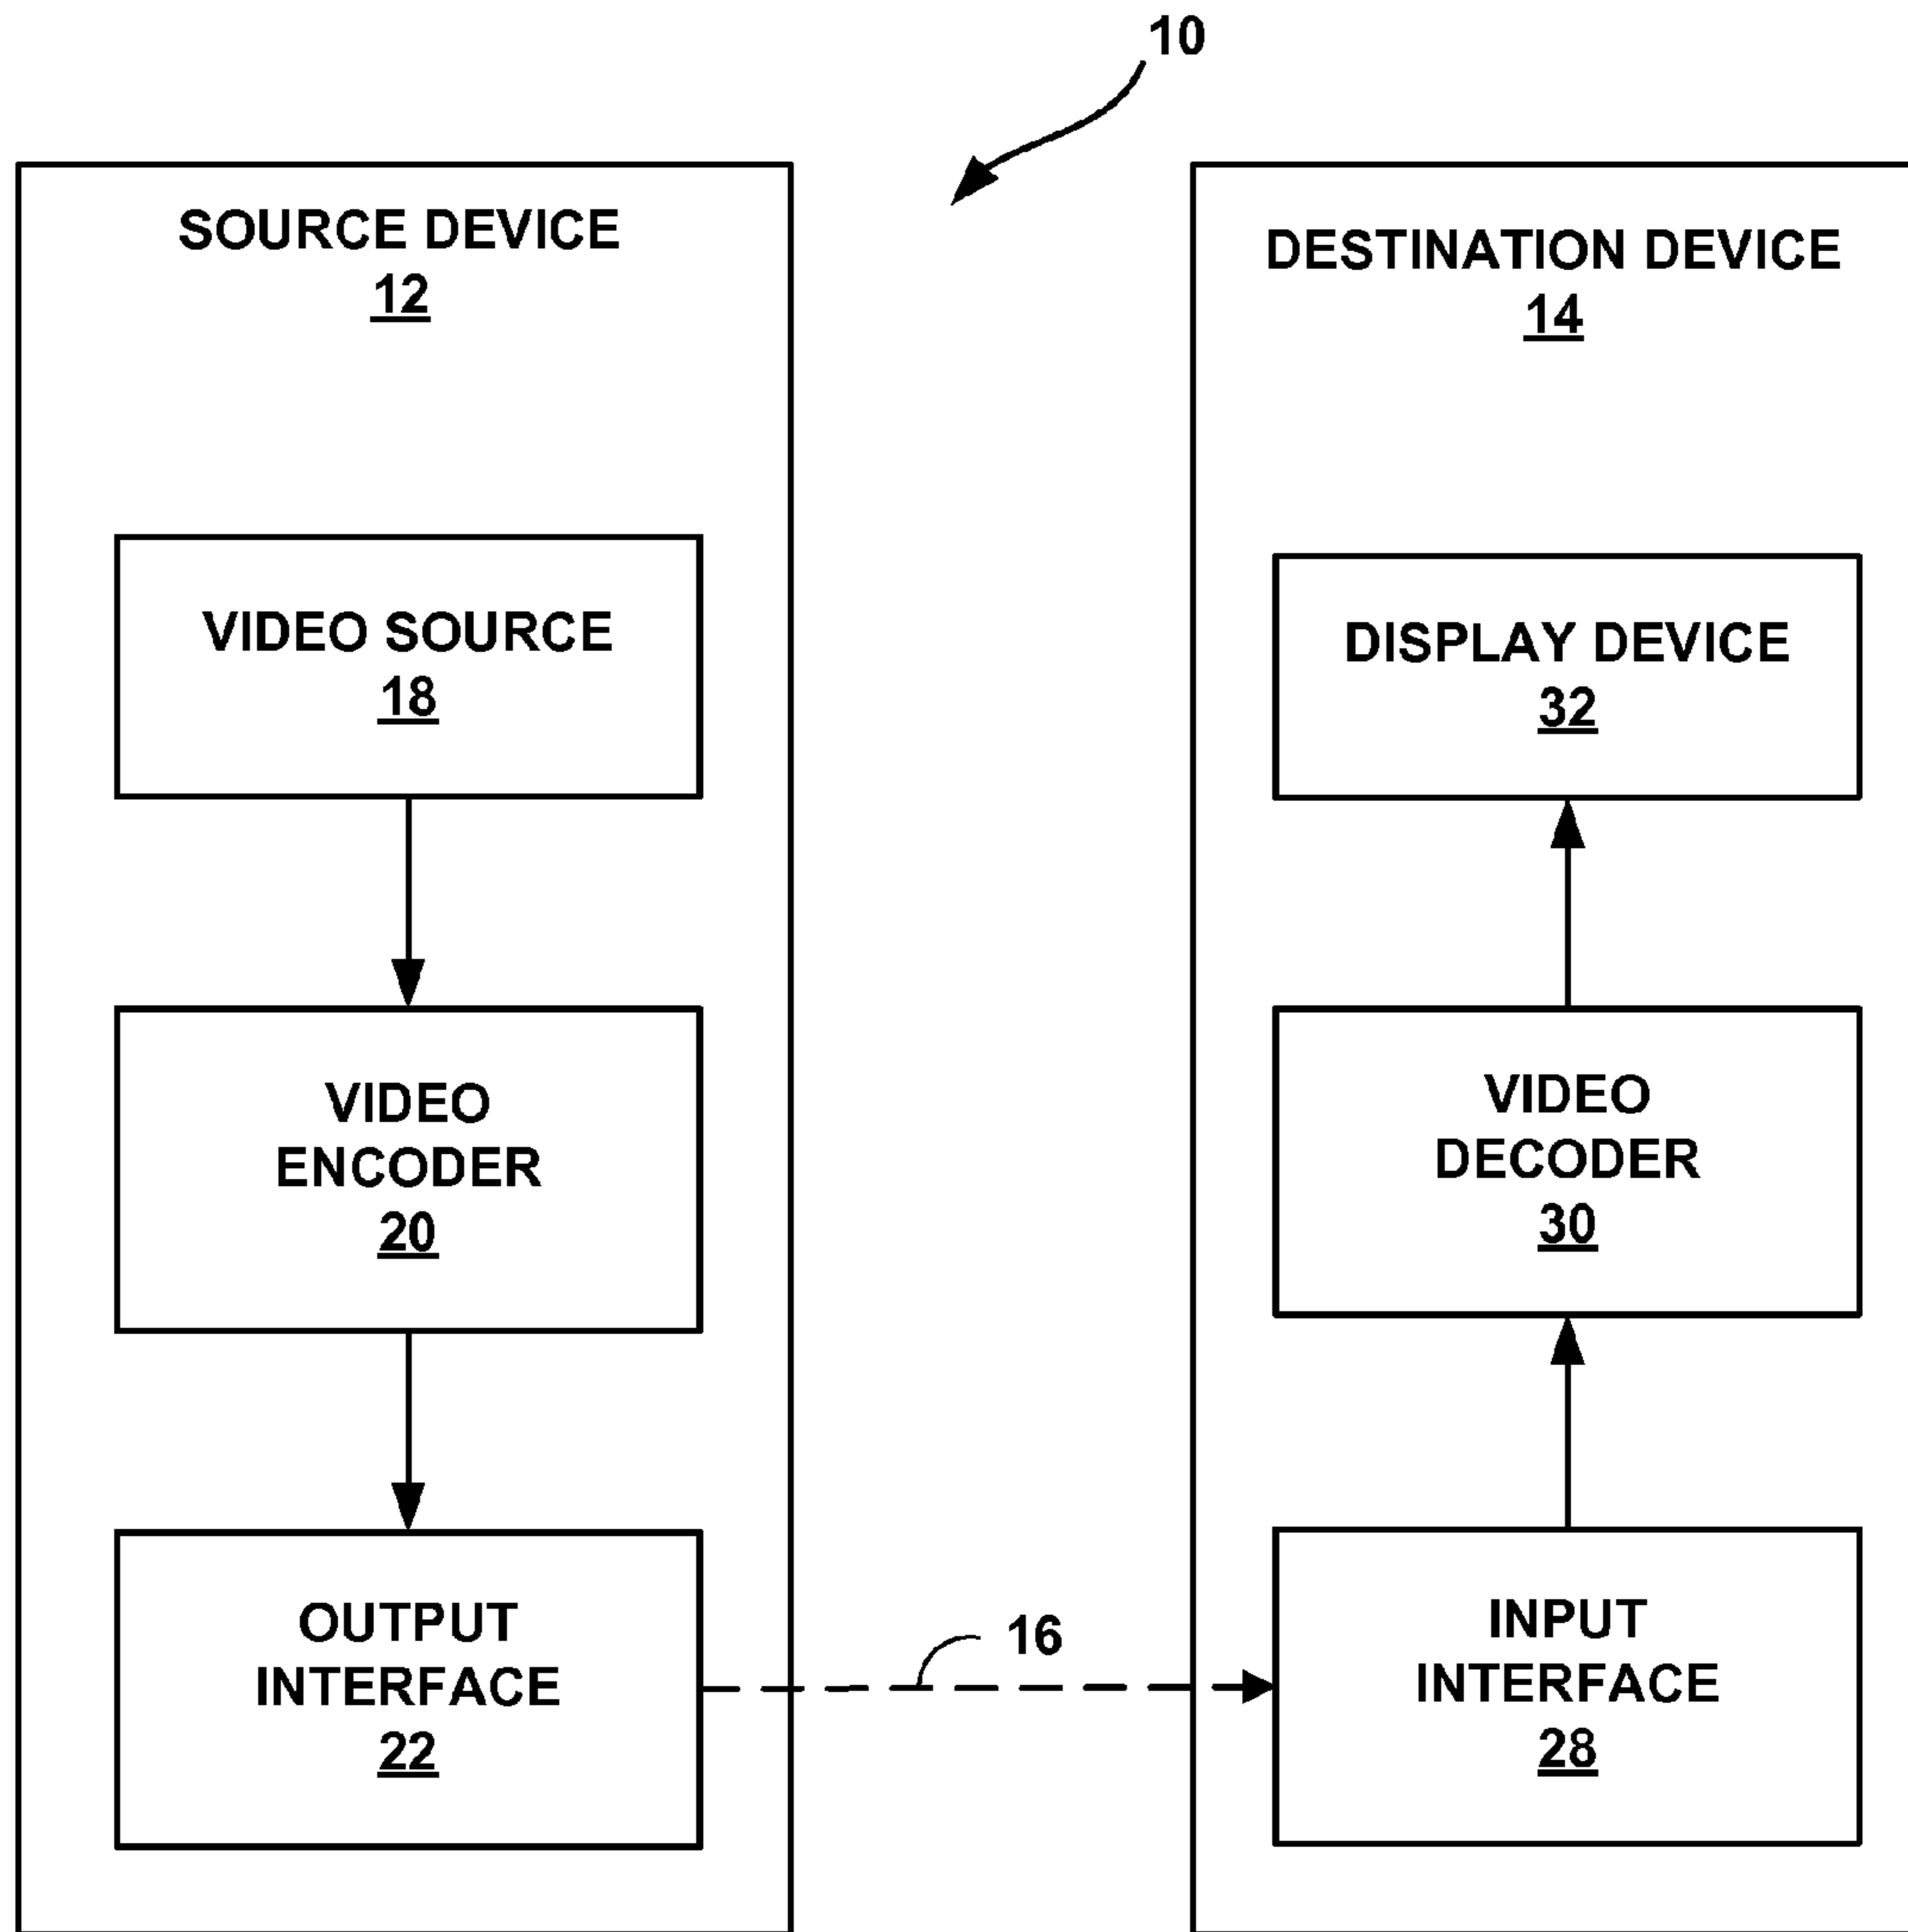 10
SOURCE DEVICE
12
VIDEO SOURCE
18
VIDEO
ENCODER
20
OUTPUT
INTERFACE
22
16
DESTINATION DEVICE
14
DISPLAY DEVICE
32
VIDEO
DECODER
30
INPUT
INTERFACE
28